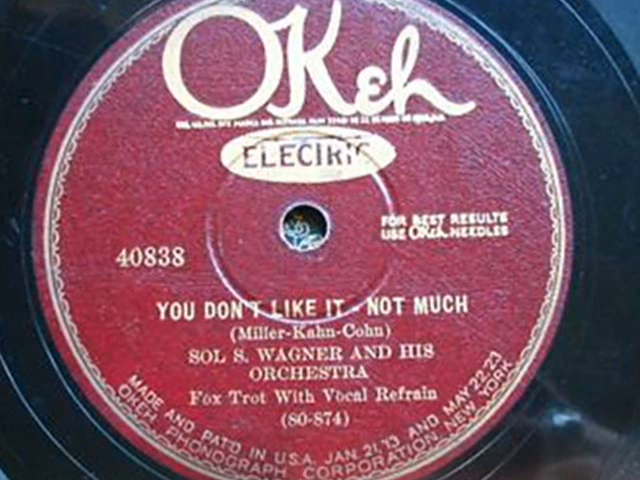 OKeh
ELECTRIC
FOR BEST RESULTS
USE OKeh NEEDLES
40838
YOU DON'T LIKE IT - NOT MUCH
(Miller-Kahn-Cohn)
SOL S. WAGNER AND HIS
ORCHESTRA
Fox Trot With Vocal Refrain
(80-874)
MADE AND PAT'D IN U.S.A. JAN. 21, '13 AND MAY 22-23
OKEH PHONOGRAPH CORPORATION NEW YORK